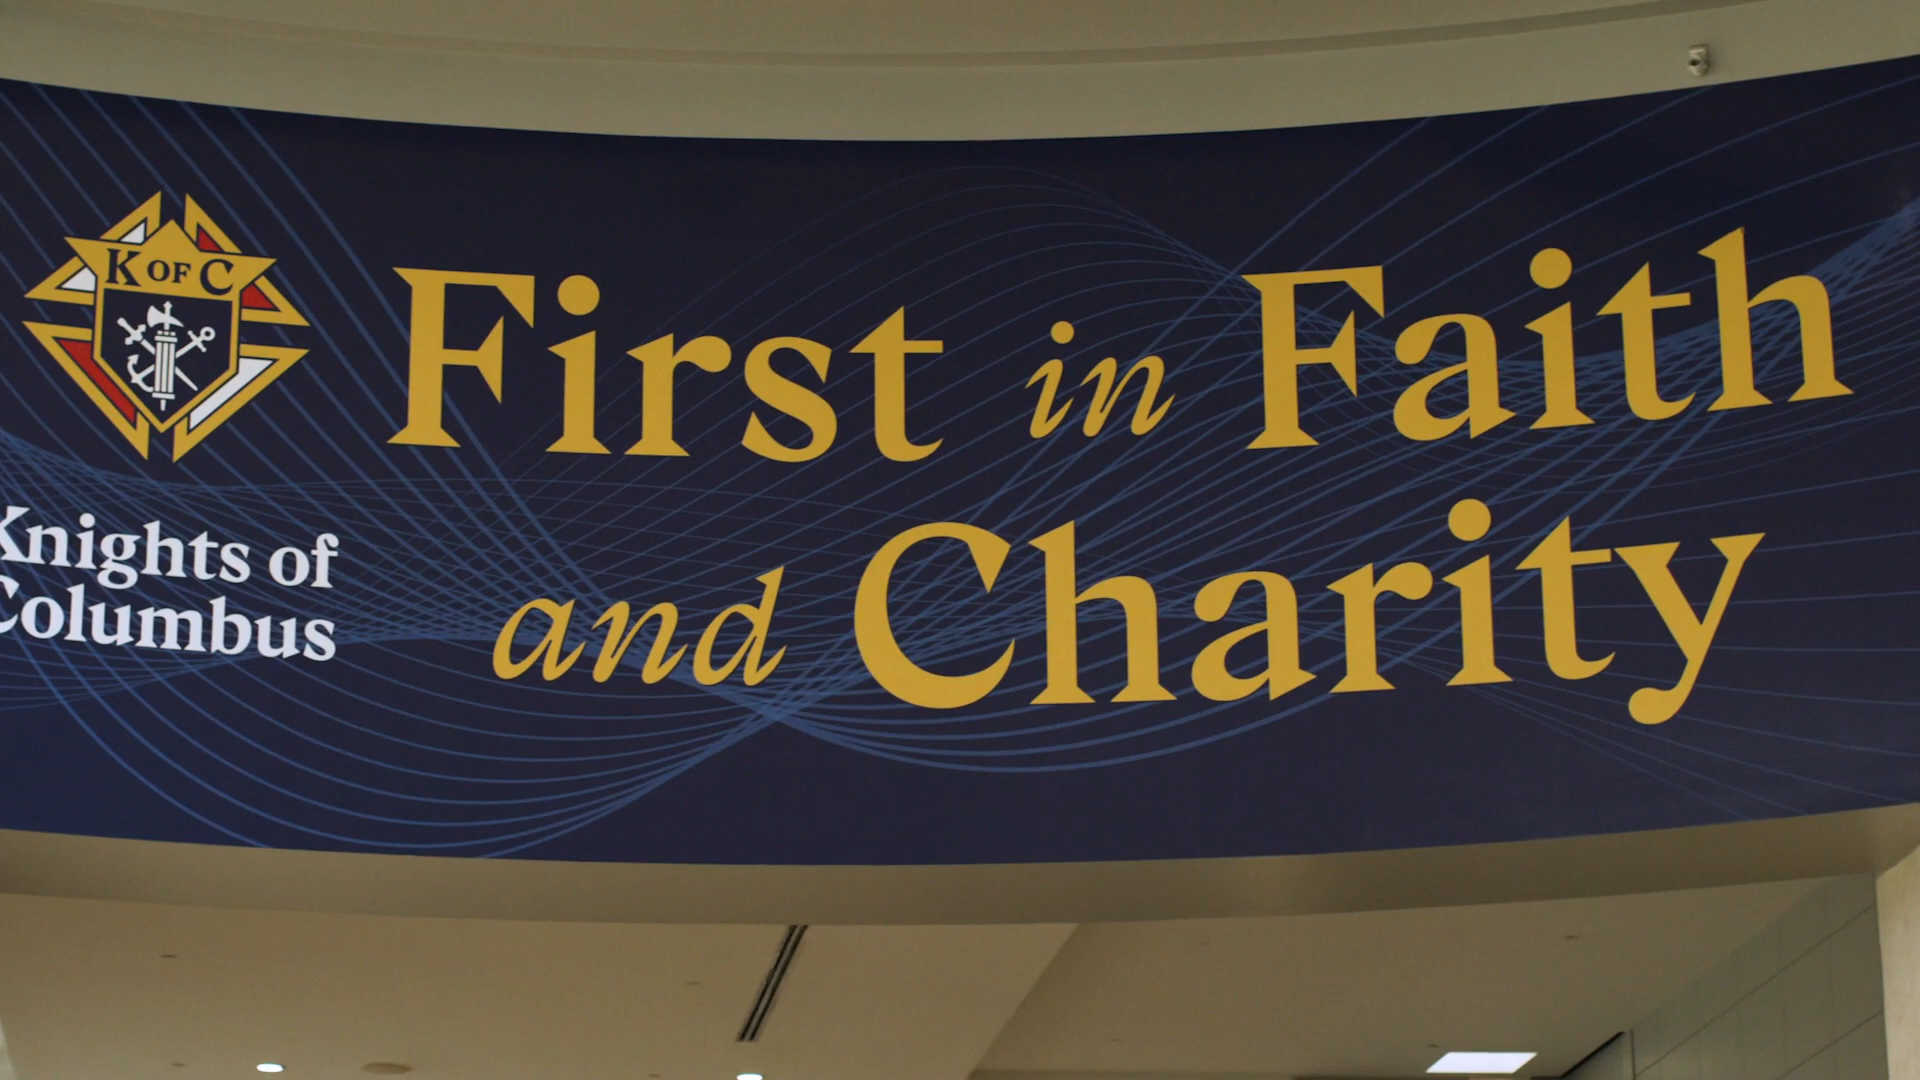 K OF C
First in Faith
and Charity
Knights of
Columbus